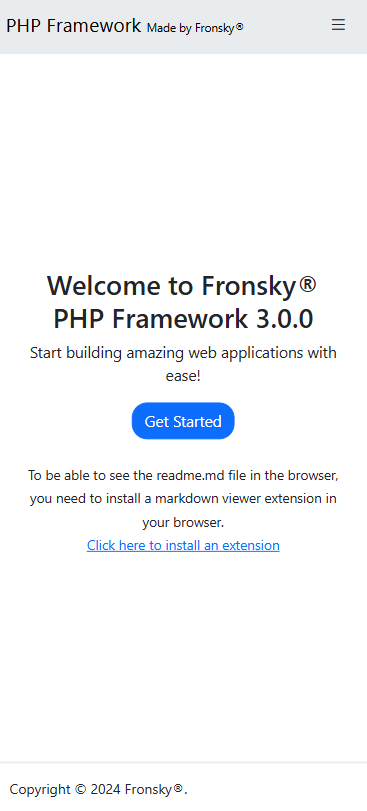 PHP Framework Made by Fronsky®
Welcome to Fronsky®
PHP Framework 3.0.0
Start building amazing web applications with
ease!
Get Started
To be able to see the readme.md file in the browser,
you need to install a markdown viewer extension in
your browser.
Click here to install an extension
Copyright © 2024 Fronsky®.